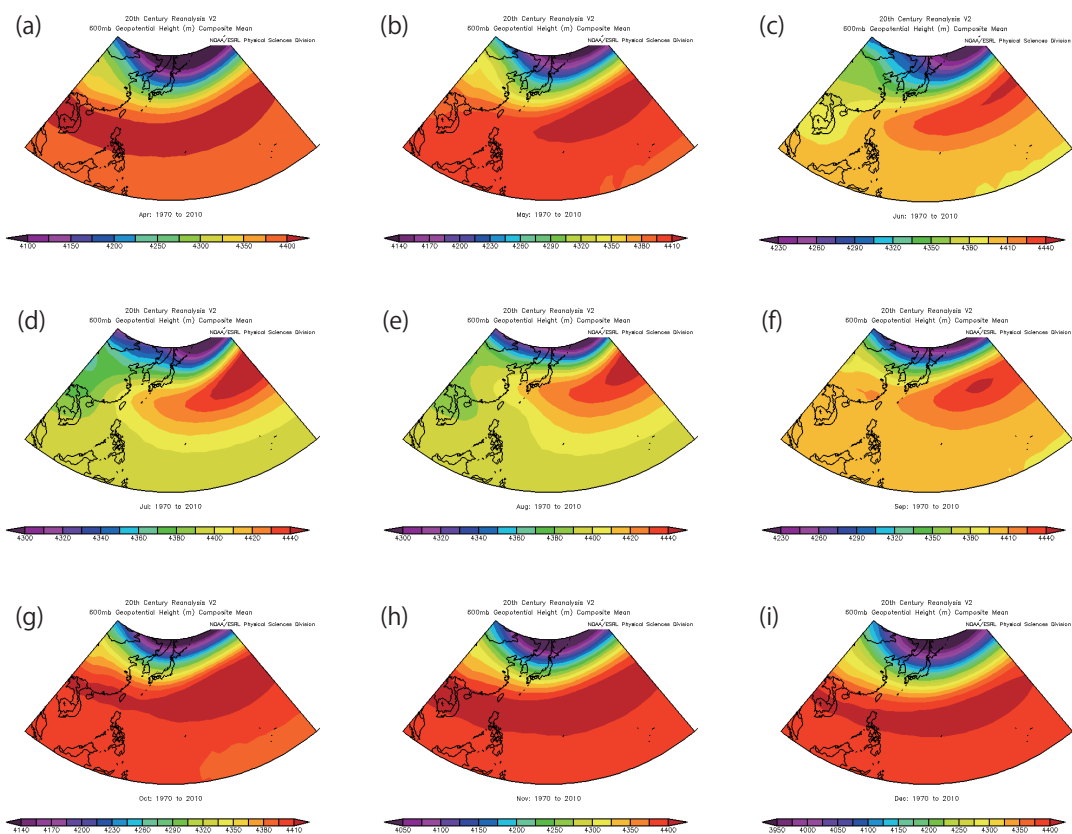 (a)
20th Century Reanalysis V2
600mb Geopotential Height (m) Composite Mean
NOAA/ESRL Physical Sciences Division
Apr: 1970 to 2010
4100 4150 4200 4250 4300 4350 4400
(b)
20th Century Reanalysis V2
600mb Geopotential Height (m) Composite Mean
NOAA/ESRL Physical Sciences Division
May: 1970 to 2010
4140 4170 4200 4230 4260 4290 4320 4350 4380 4410
(c)
20th Century Reanalysis V2
600mb Geopotential Height (m) Composite Mean
NOAA/ESRL Physical Sciences Division
Jun: 1970 to 2010
4230 4260 4290 4320 4350 4380 4410 4440
(d)
20th Century Reanalysis V2
600mb Geopotential Height (m) Composite Mean
NOAA/ESRL Physical Sciences Division
Jul: 1970 to 2010
4300 4320 4340 4360 4380 4400 4420 4440
(e)
20th Century Reanalysis V2
600mb Geopotential Height (m) Composite Mean
NOAA/ESRL Physical Sciences Division
Aug: 1970 to 2010
4300 4320 4340 4360 4380 4400 4420 4440
(f)
20th Century Reanalysis V2
600mb Geopotential Height (m) Composite Mean
NOAA/ESRL Physical Sciences Division
Sep: 1970 to 2010
4230 4260 4290 4320 4350 4380 4410 4440
(g)
20th Century Reanalysis V2
600mb Geopotential Height (m) Composite Mean
NOAA/ESRL Physical Sciences Division
Oct: 1970 to 2010
4140 4170 4200 4230 4260 4290 4320 4350 4380 4410
(h)
20th Century Reanalysis V2
600mb Geopotential Height (m) Composite Mean
NOAA/ESRL Physical Sciences Division
Nov: 1970 to 2010
4050 4100 4150 4200 4250 4300 4350 4400
(i)
20th Century Reanalysis V2
600mb Geopotential Height (m) Composite Mean
NOAA/ESRL Physical Sciences Division
Dec: 1970 to 2010
3950 4000 4050 4100 4150 4200 4250 4300 4350 4400